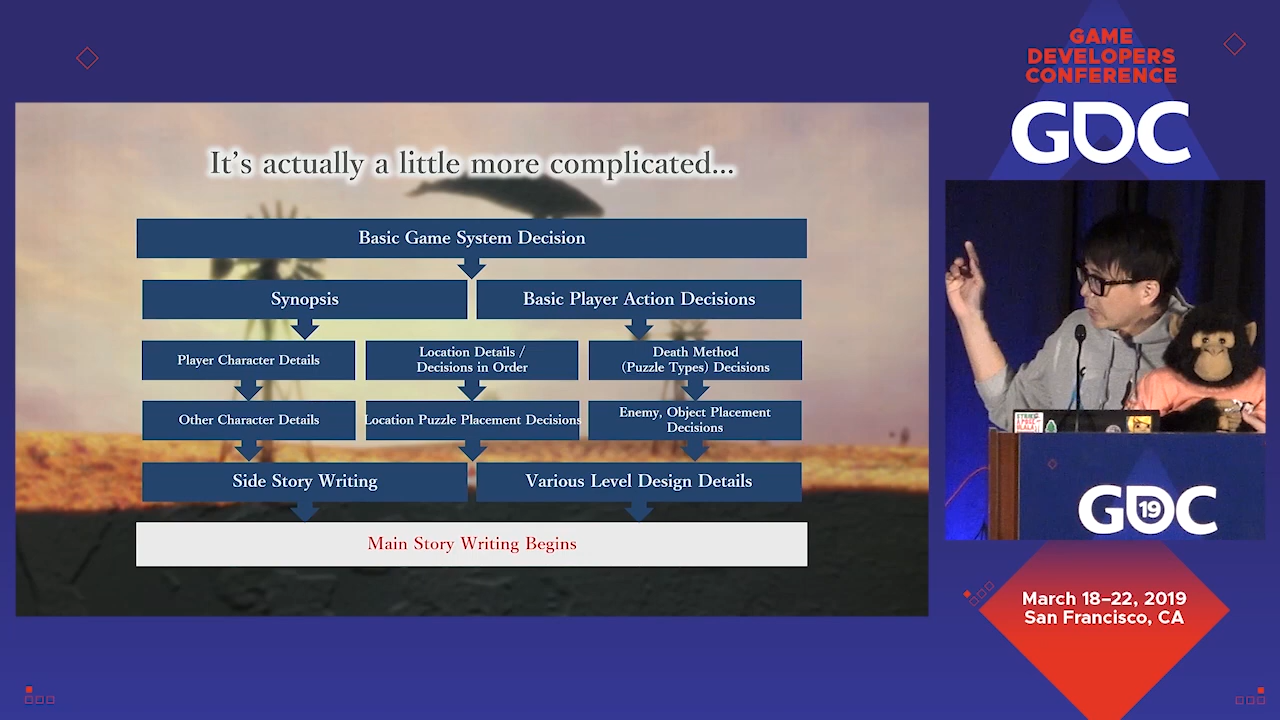 GAME
DEVELOPERS
CONFERENCE
GDC
It's actually a little more complicated...
Basic Game System Decision
Synopsis
Basic Player Action Decisions
Player Character Details
Location Details /
Decisions in Order
Death Method
(Puzzle Types) Decisions
Other Character Details
Location Puzzle Placement Decisions
Enemy, Object Placement
Decisions
Side Story Writing
Various Level Design Details
Main Story Writing Begins
GDC
19
March 18–22, 2019
San Francisco, CA